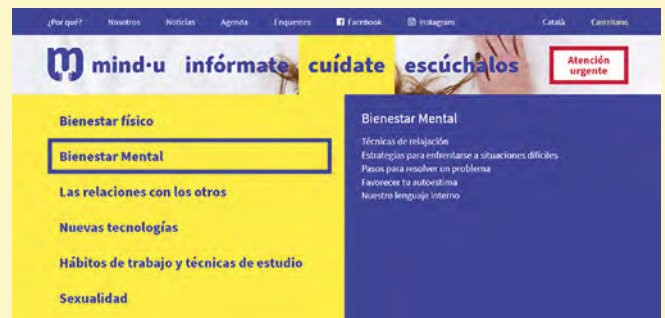 ¿Por qué? Nosotros Noticias Agenda Enquestes Facebook Instagram Català Castellano
mind·u infórmate cuídate escúchalos Atención urgente
Bienestar físico
Bienestar Mental
Las relaciones con los otros
Nuevas tecnologías
Hábitos de trabajo y técnicas de estudio
Sexualidad
Bienestar Mental
Técnicas de relajación
Estrategias para enfrentarse a situaciones difíciles
Pasos para resolver un problema
Favorecer tu autoestima
Nuestro lenguaje interno